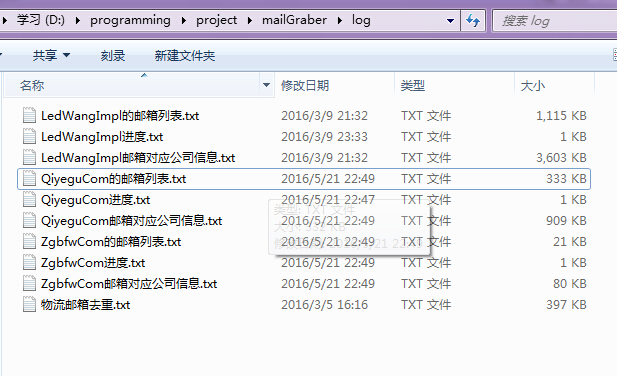 学习 (D:) programming project mailGraber log 搜索 log
共享 刻录 新建文件夹
名称 修改日期 类型 大小
LedWangImpl的邮箱列表.txt 2016/3/9 21:32 TXT 文件 1,115 KB
LedWangImpl进度.txt 2016/3/9 23:33 TXT 文件 1 KB
LedWangImpl邮箱对应公司信息.txt 2016/3/9 21:32 TXT 文件 3,603 KB
QiyeguCom的邮箱列表.txt 2016/5/21 22:49 TXT 文件 333 KB
QiyeguCom进度.txt 2016/5/21 22:47 TXT 文件 1 KB
类型: TXT 文件
QiyeguCom邮箱对应公司信息.txt 2016/5/21 22:49 TXT 文件 909 KB
大小: 332 KB
ZgbfwCom的邮箱列表.txt 2016/5/21 22:49 TXT 文件 21 KB
ZgbfwCom进度.txt 2016/5/21 22:49 TXT 文件 1 KB
ZgbfwCom邮箱对应公司信息.txt 2016/5/21 22:49 TXT 文件 80 KB
物流邮箱去重.txt 2016/3/5 16:16 TXT 文件 397 KB